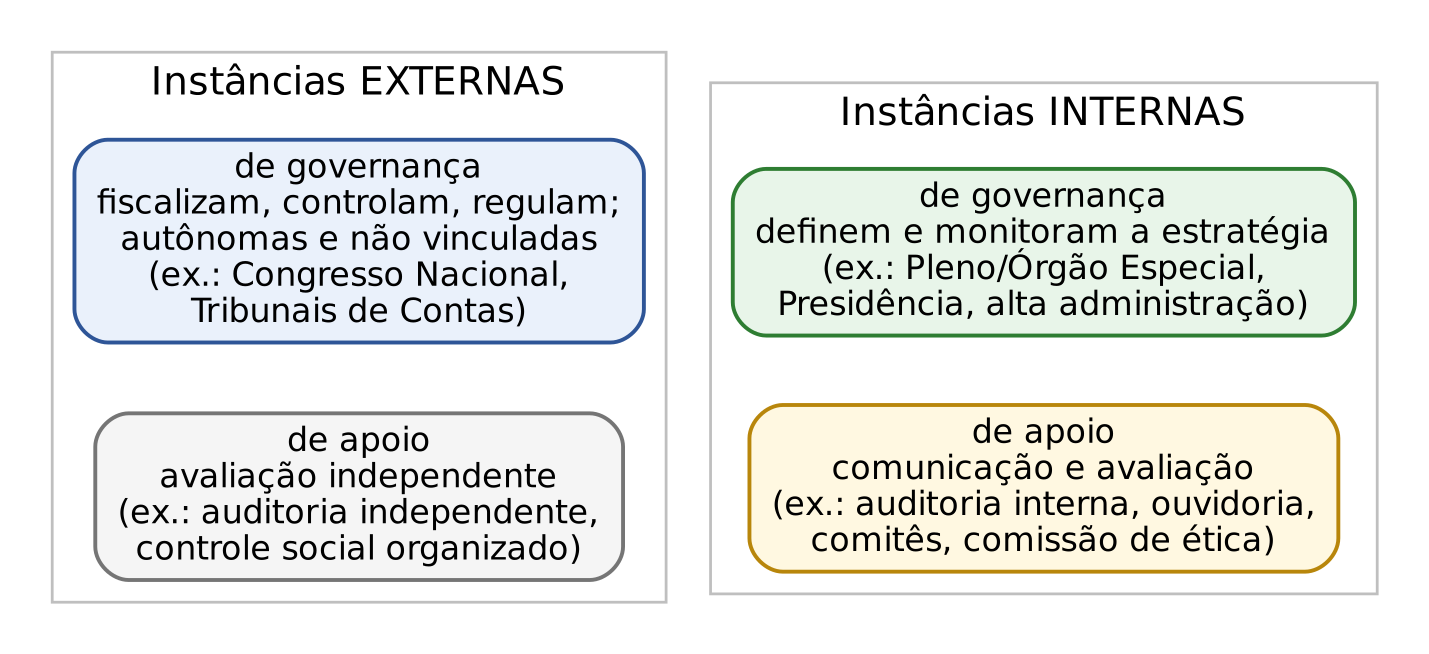 Instâncias EXTERNAS
de governança
fiscalizam, controlam, regulam;
autônomas e não vinculadas
(ex.: Congresso Nacional,
Tribunais de Contas)
de apoio
avaliação independente
(ex.: auditoria independente,
controle social organizado)
Instâncias INTERNAS
de governança
definem e monitoram a estratégia
(ex.: Pleno/Órgão Especial,
Presidência, alta administração)
de apoio
comunicação e avaliação
(ex.: auditoria interna, ouvidoria,
comitês, comissão de ética)